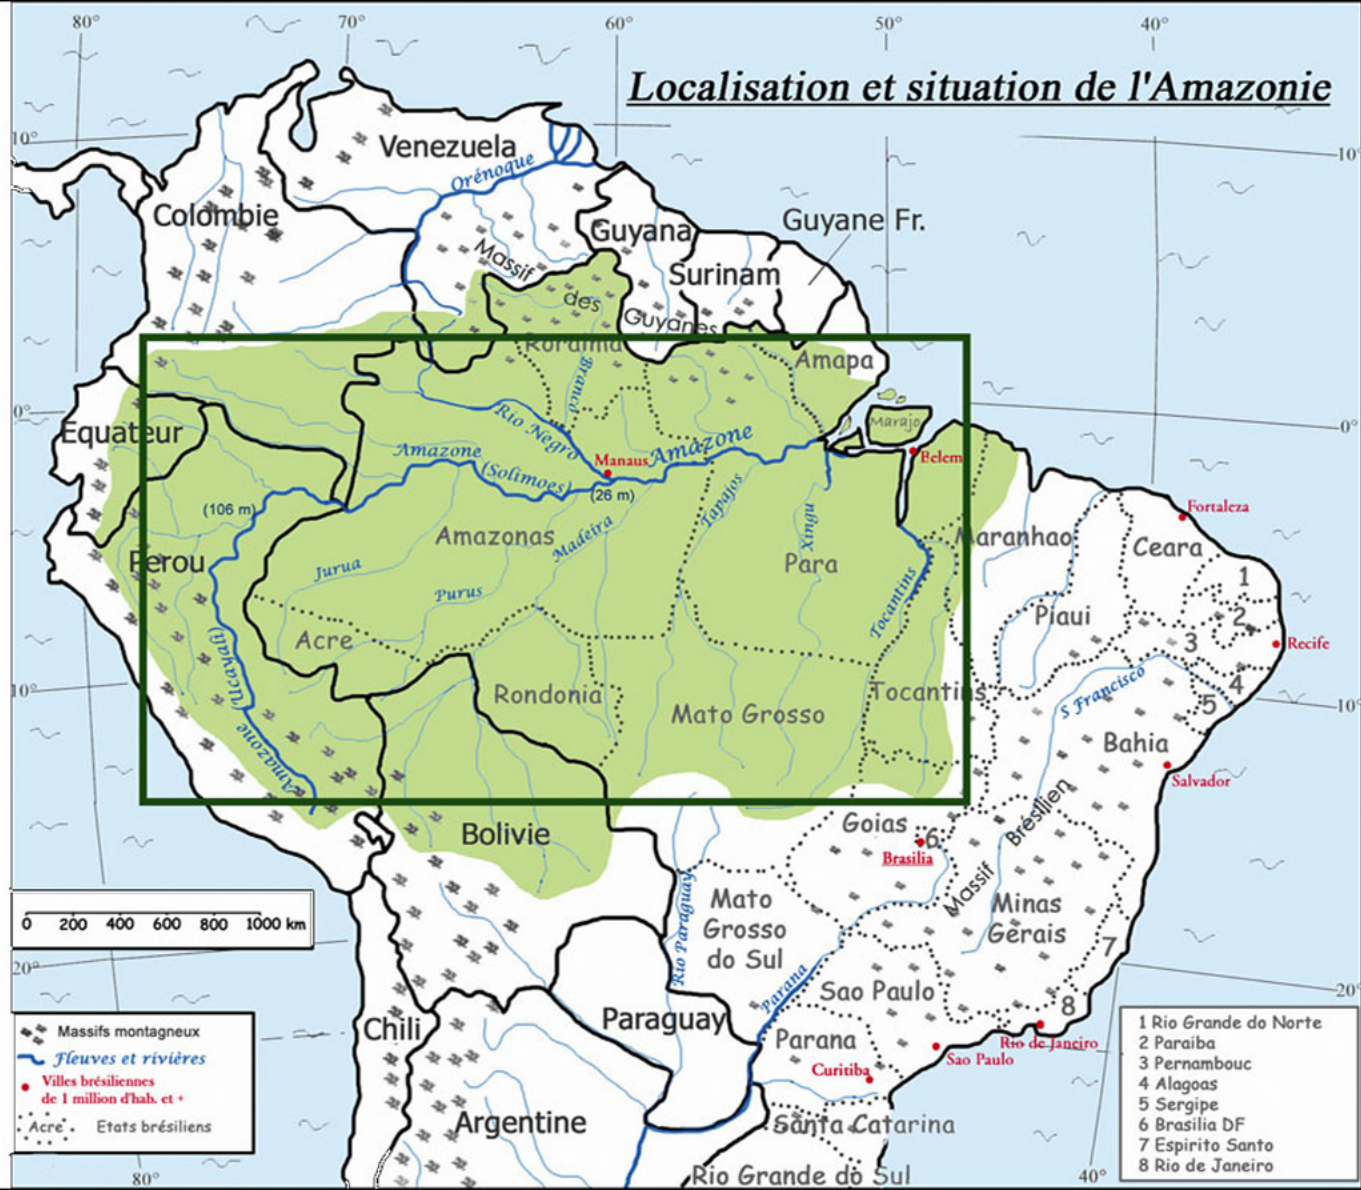 80°
70°
60°
50°
40°
Localisation et situation de l'Amazonie
10°
10°
Venezuela
Orénoque
Colombie
Guyane Fr.
Guyana
Massif
Surinam
des
Guyanes
Roraima
Amapa
Branco
0°
0°
Marajo
Equateur
Rio Negro
Amazone
Amazone
(Solimoes)
Manaus
Belem
(26 m)
(106 m)
Tapajos
Fortaleza
Xingu
Amazonas
Madeira
Maranhao
Ceara
Perou
Para
Jurua
1
Purus
Tocantins
Piaui
2
Acre
3
Recife
(Ucayali)
10°
Rondonia
Tocantins
S Francisco
4
5
10°
Mato Grosso
Amazone
Bahia
Salvador
Brésilien
Bolivie
Goias
6
Brasilia
Massif
Rio Paraguay
Mato
Grosso
do Sul
Minas
Gerais
7
0 200 400 600 800 1000 km
20°
20°
Parana
Sao Paulo
8
Chili
Paraguay
Parana
Rio de Janeiro
Sao Paulo
Curitiba
Argentine
Santa Catarina
Rio Grande do Sul
Massifs montagneux
Fleuves et rivières
Villes brésiliennes
de 1 million d'hab. et +
Acre Etats brésiliens
1 Rio Grande do Norte
2 Paraiba
3 Pernambouc
4 Alagoas
5 Sergipe
6 Brasilia DF
7 Espirito Santo
8 Rio de Janeiro
80°
40°